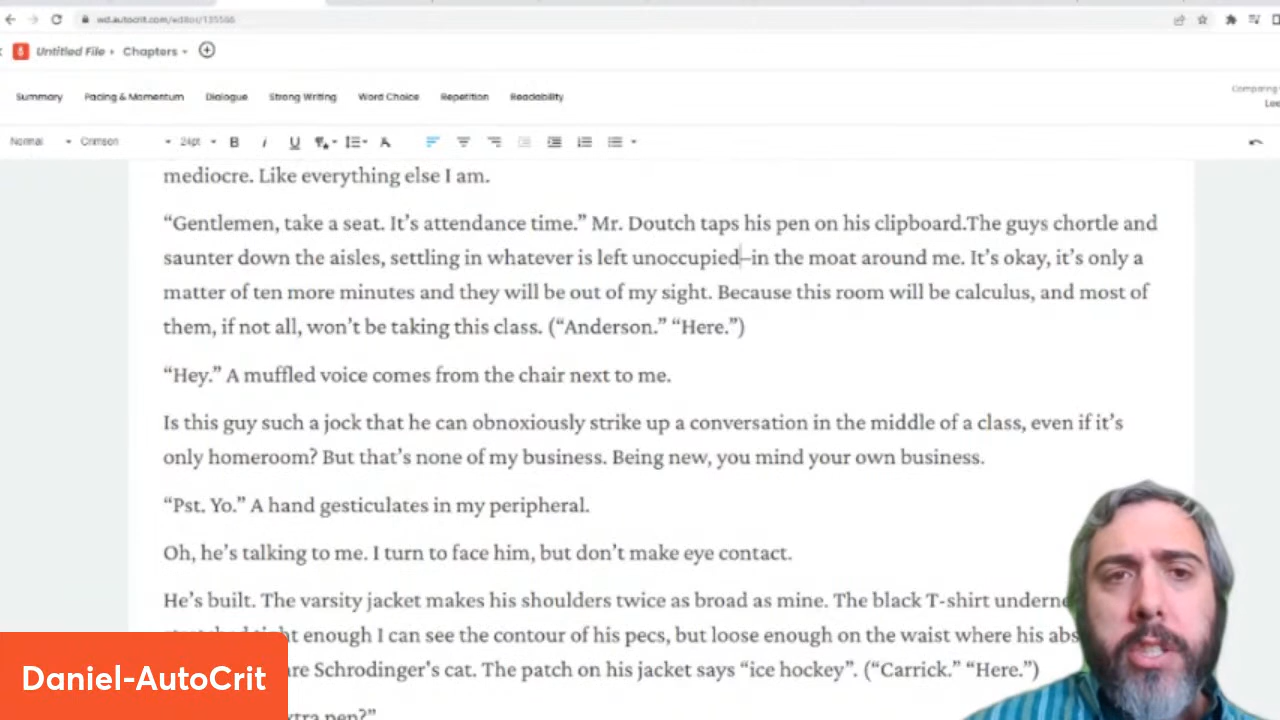 wd.autocrit.com/editor/135586
Untitled File Chapters
Summary Pacing & Momentum Dialogue Strong Writing Word Choice Repetition Readability
Comparing
Normal Crimson 24pt B i U A
mediocre. Like everything else I am.
“Gentlemen, take a seat. It’s attendance time.” Mr. Doutch taps his pen on his clipboard.The guys chortle and
saunter down the aisles, settling in whatever is left unoccupied–in the moat around me. It’s okay, it’s only a
matter of ten more minutes and they will be out of my sight. Because this room will be calculus, and most of
them, if not all, won’t be taking this class. (“Anderson.” “Here.”)
“Hey.” A muffled voice comes from the chair next to me.
Is this guy such a jock that he can obnoxiously strike up a conversation in the middle of a class, even if it’s
only homeroom? But that’s none of my business. Being new, you mind your own business.
“Pst. Yo.” A hand gesticulates in my peripheral.
Oh, he’s talking to me. I turn to face him, but don’t make eye contact.
He’s built. The varsity jacket makes his shoulders twice as broad as mine. The black T-shirt undern
enough I can see the contour of his pecs, but loose enough on the waist where his abs
are Schrodinger's cat. The patch on his jacket says “ice hockey”. (“Carrick.” “Here.”)
Daniel-AutoCrit
pen?”